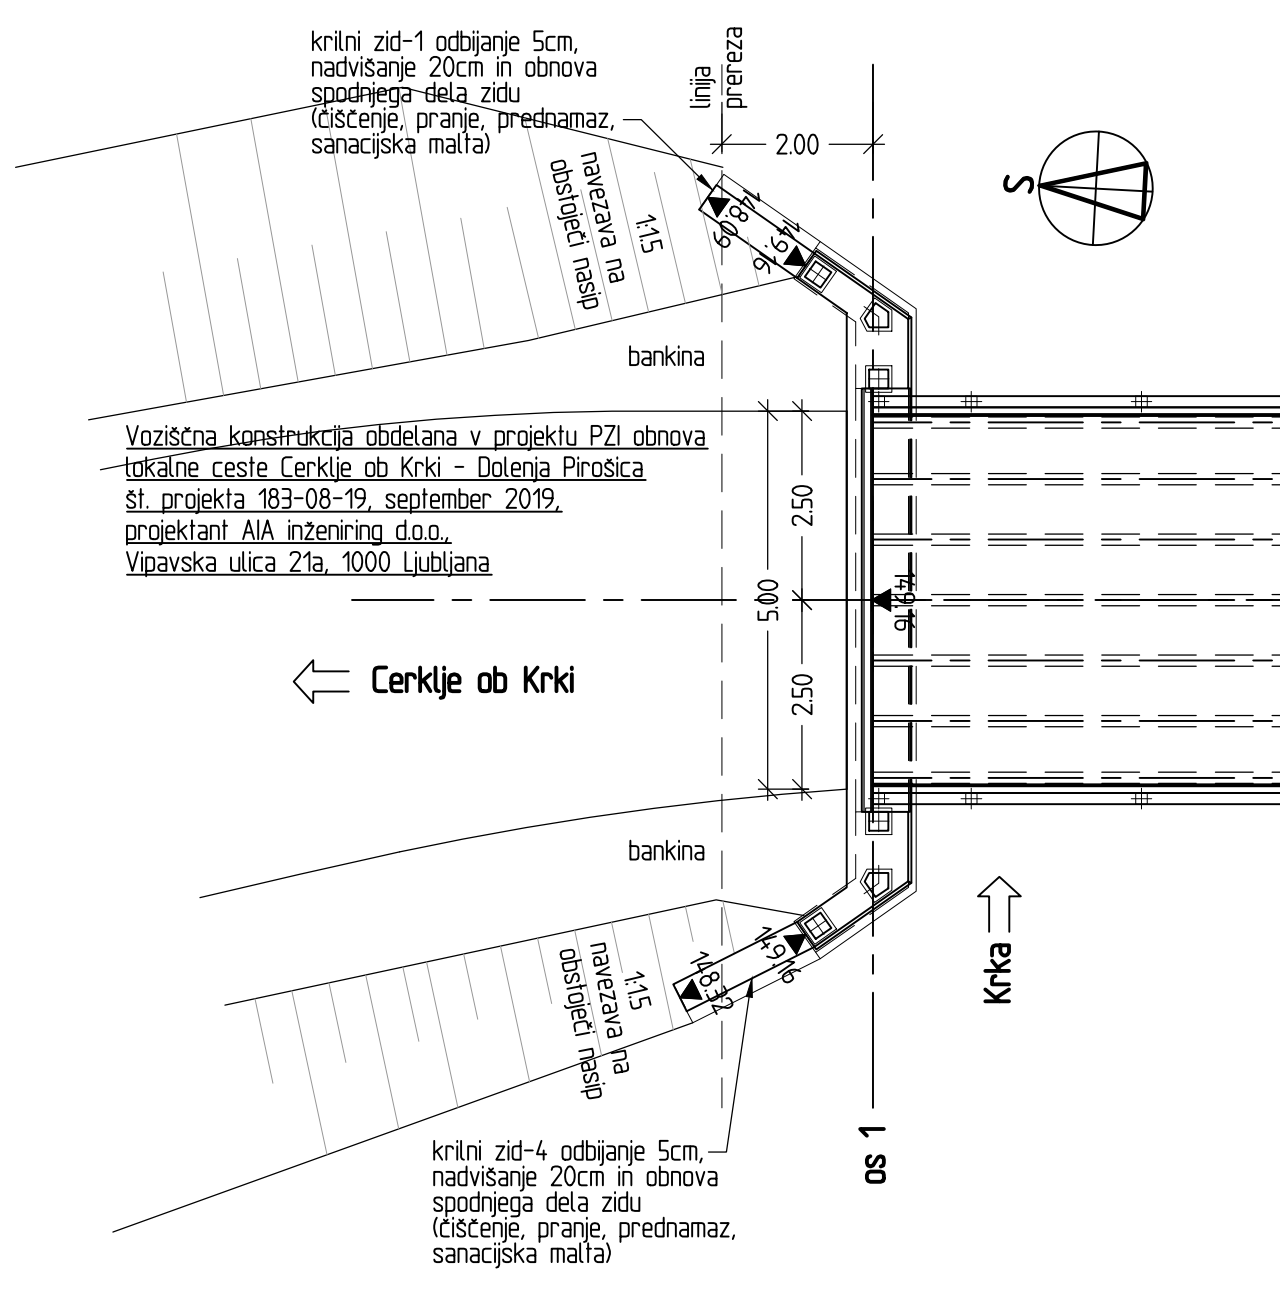 krilni zid-1 odbijanje 5cm,
nadvišanje 20cm in obnova
spodnjega dela zidu
(čiščenje, pranje, prednamaz,
sanacijska malta)
linija
prereza
2.00
S
navezava na
obstoječi nasip
1:1.5
148.09
149.16
bankina
Voziščna konstrukcija obdelana v projektu PZI obnova
lokalne ceste Cerklje ob Krki - Dolenja Pirošica
št. projekta 183-08-19, september 2019,
projektant AIA inženiring d.o.o.,
Vipavska ulica 21a, 1000 Ljubljana
2.50
5.00
149.16
2.50
Cerklje ob Krki
bankina
149.16
148.32
1:1.5
navezava na
obstoječi nasip
Krka
os 1
krilni zid-4 odbijanje 5cm,
nadvišanje 20cm in obnova
spodnjega dela zidu
(čiščenje, pranje, prednamaz,
sanacijska malta)